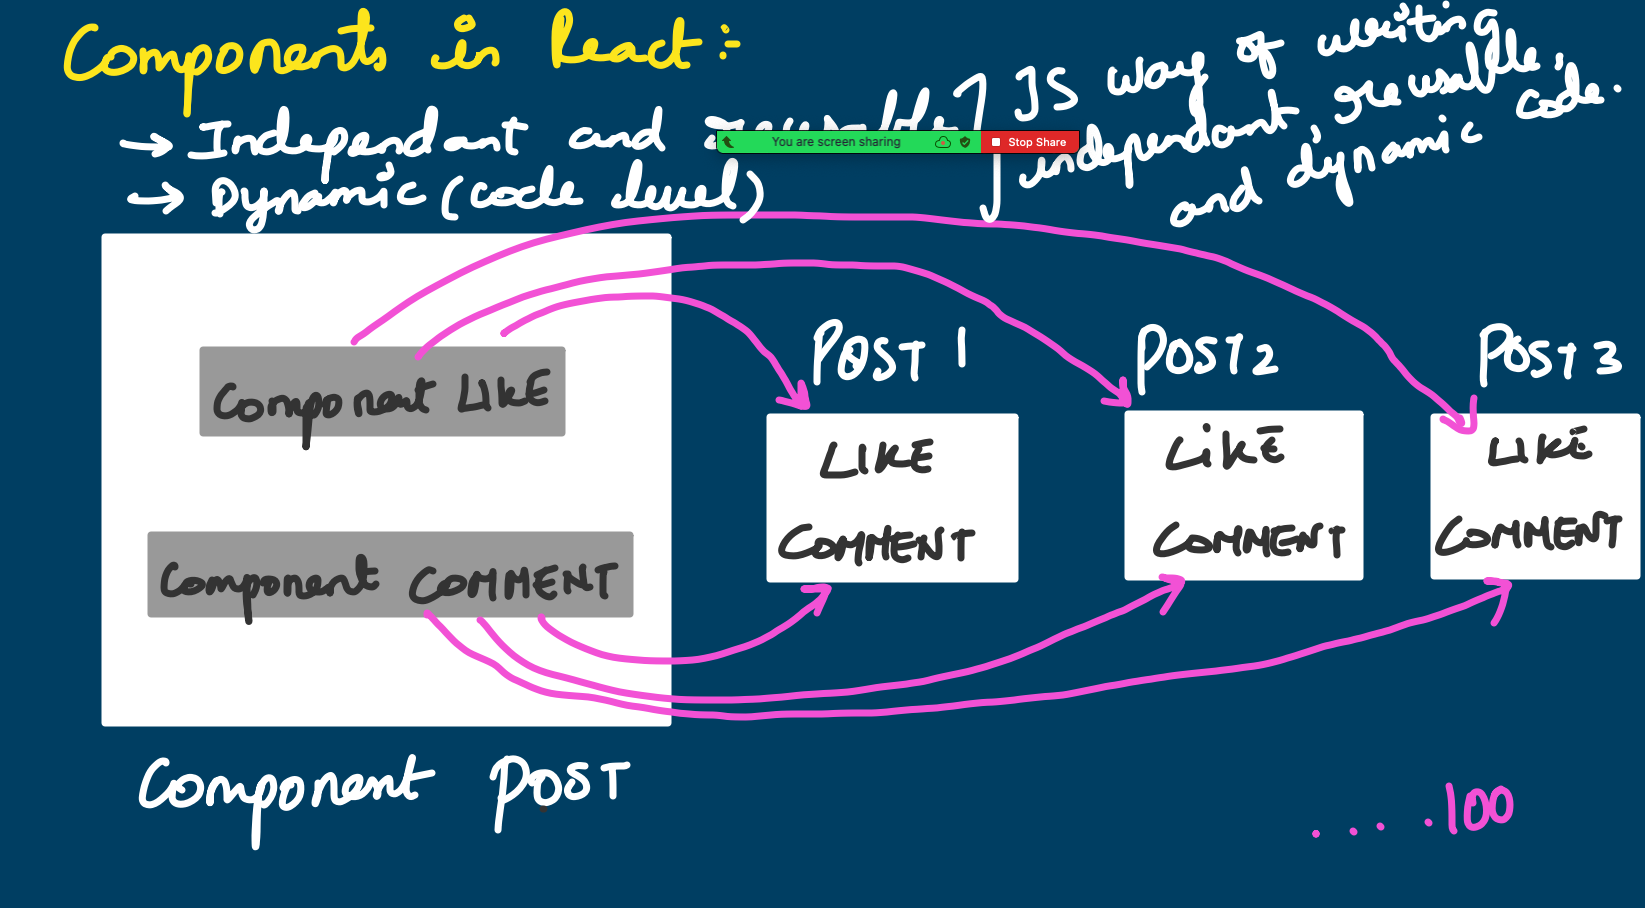 Components in React:-
→ Independant and
→ Dynamic (code level)
JS way of writing
independant, reusable,
and dynamic code.
You are screen sharing
Stop Share
Component LIKE
Component COMMENT
Component POST
POST 1
LIKE
COMMENT
POST 2
LiKE
COMMENT
POST 3
LIKE
COMMENT
. . . . 100